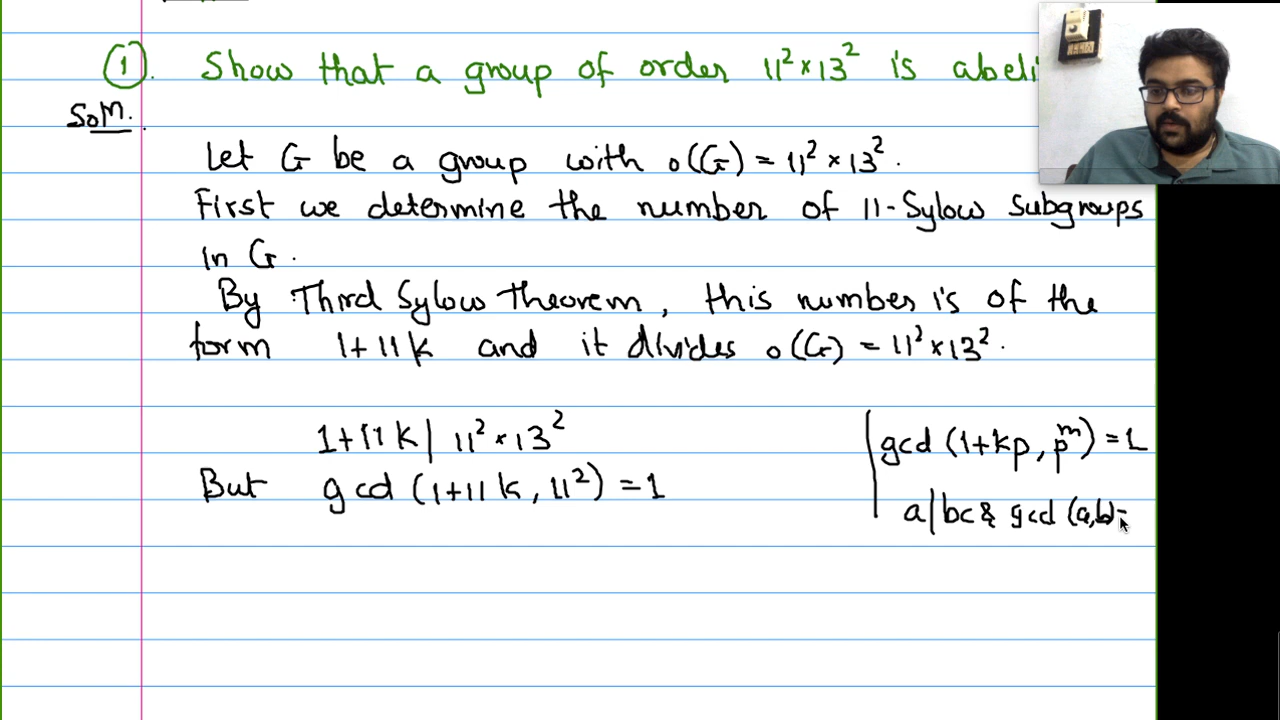 ①. Show that a group of order 11² × 13² is abeli
Solⁿ.
Let G be a group with o(G) = 11² × 13².
First we determine the number of 11-Sylow Subgroups
in G.
By Third Sylow Theorem, this number is of the
form 1+11k and it divides o(G) = 11² × 13².
1+11k | 11² × 13²
But gcd (1+11k, 11²) = 1
gcd (1+kp, pᵐ) = 1
a|bc & gcd (a,b)=